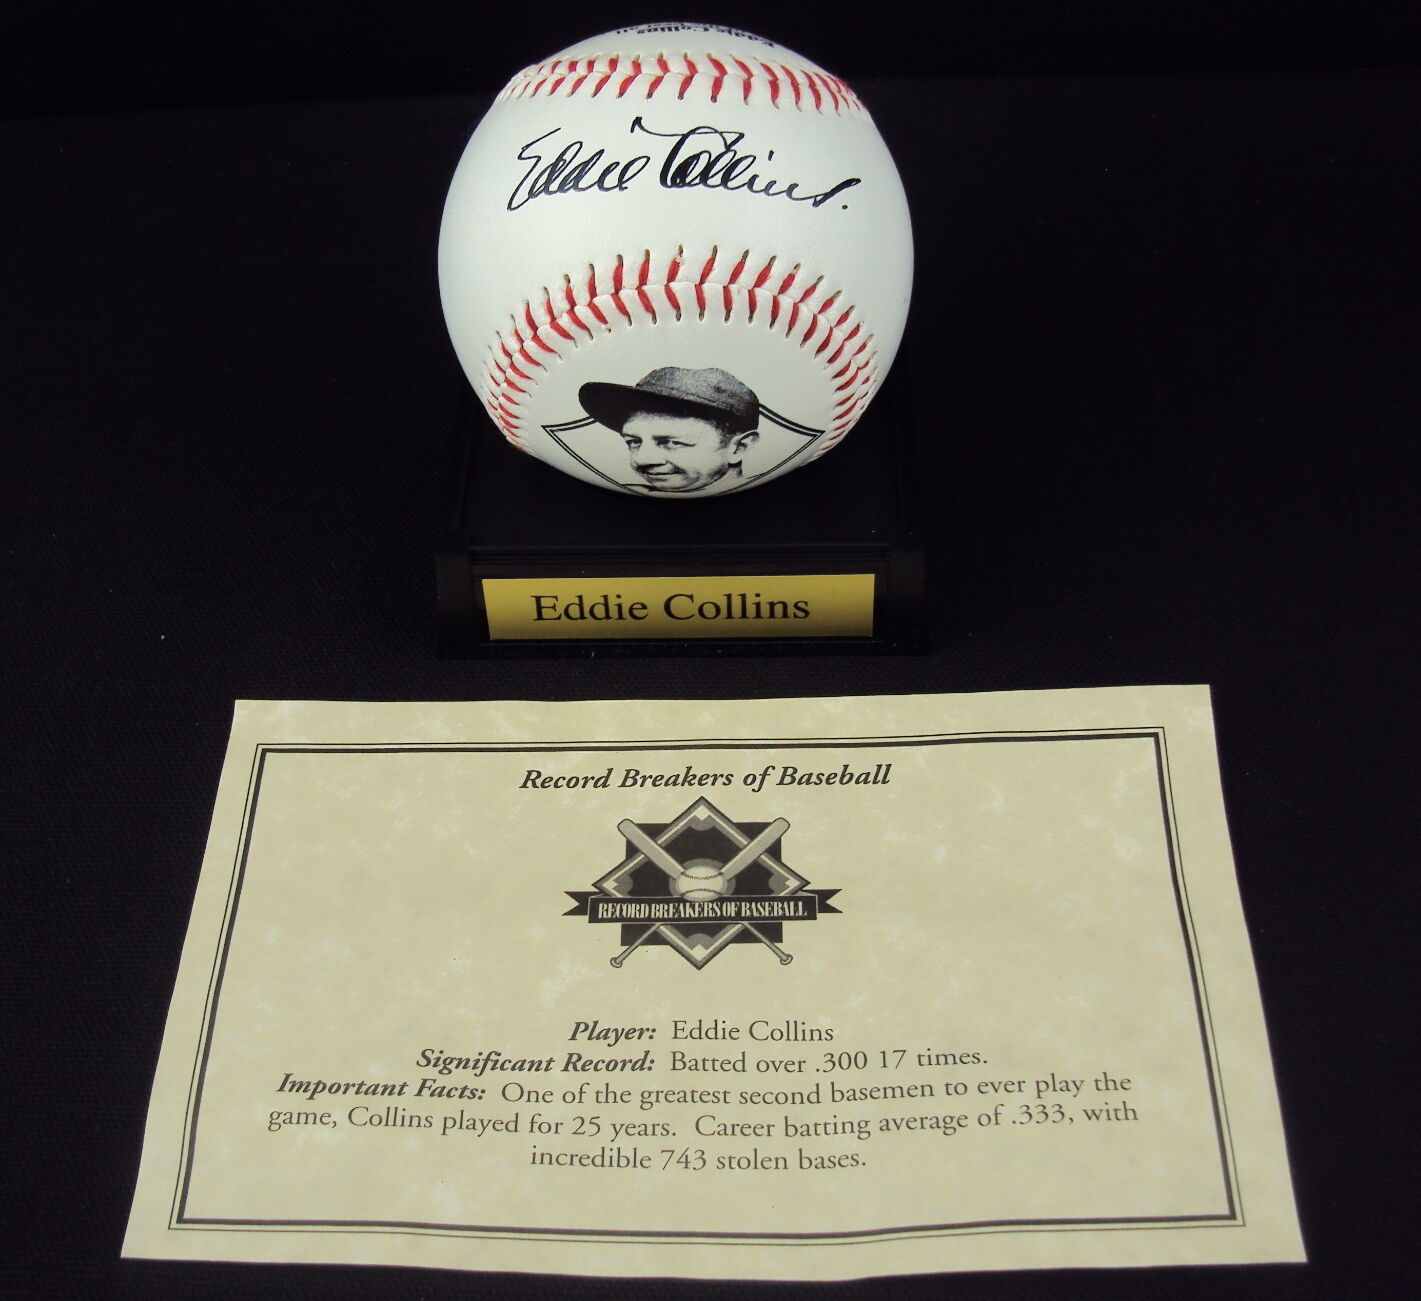 Eddie Collins
Eddie Collins.
Eddie Collins
Record Breakers of Baseball
RECORD BREAKERS OF BASEBALL
Player: Eddie Collins
Significant Record: Batted over .300 17 times.
Important Facts: One of the greatest second basemen to ever play the
game, Collins played for 25 years. Career batting average of .333, with
incredible 743 stolen bases.